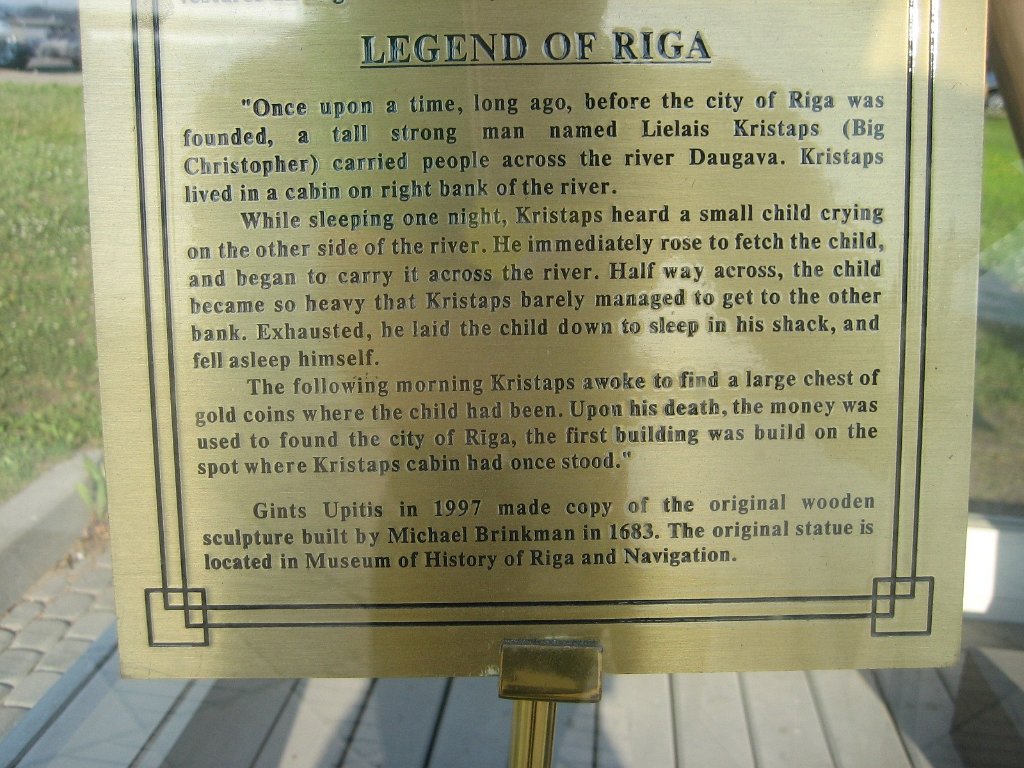 LEGEND OF RIGA
"Once upon a time, long ago, before the city of Riga was
founded, a tall strong man named Lielais Kristaps (Big
Christopher) carried people across the river Daugava. Kristaps
lived in a cabin on right bank of the river.
While sleeping one night, Kristaps heard a small child crying
on the other side of the river. He immediately rose to fetch the child,
and began to carry it across the river. Half way across, the child
became so heavy that Kristaps barely managed to get to the other
bank. Exhausted, he laid the child down to sleep in his shack, and
fell asleep himself.
The following morning Kristaps awoke to find a large chest of
gold coins where the child had been. Upon his death, the money was
used to found the city of Riga, the first building was build on the
spot where Kristaps cabin had once stood."
Gints Upitis in 1997 made copy of the original wooden
sculpture built by Michael Brinkman in 1683. The original statue is
located in Museum of History of Riga and Navigation.